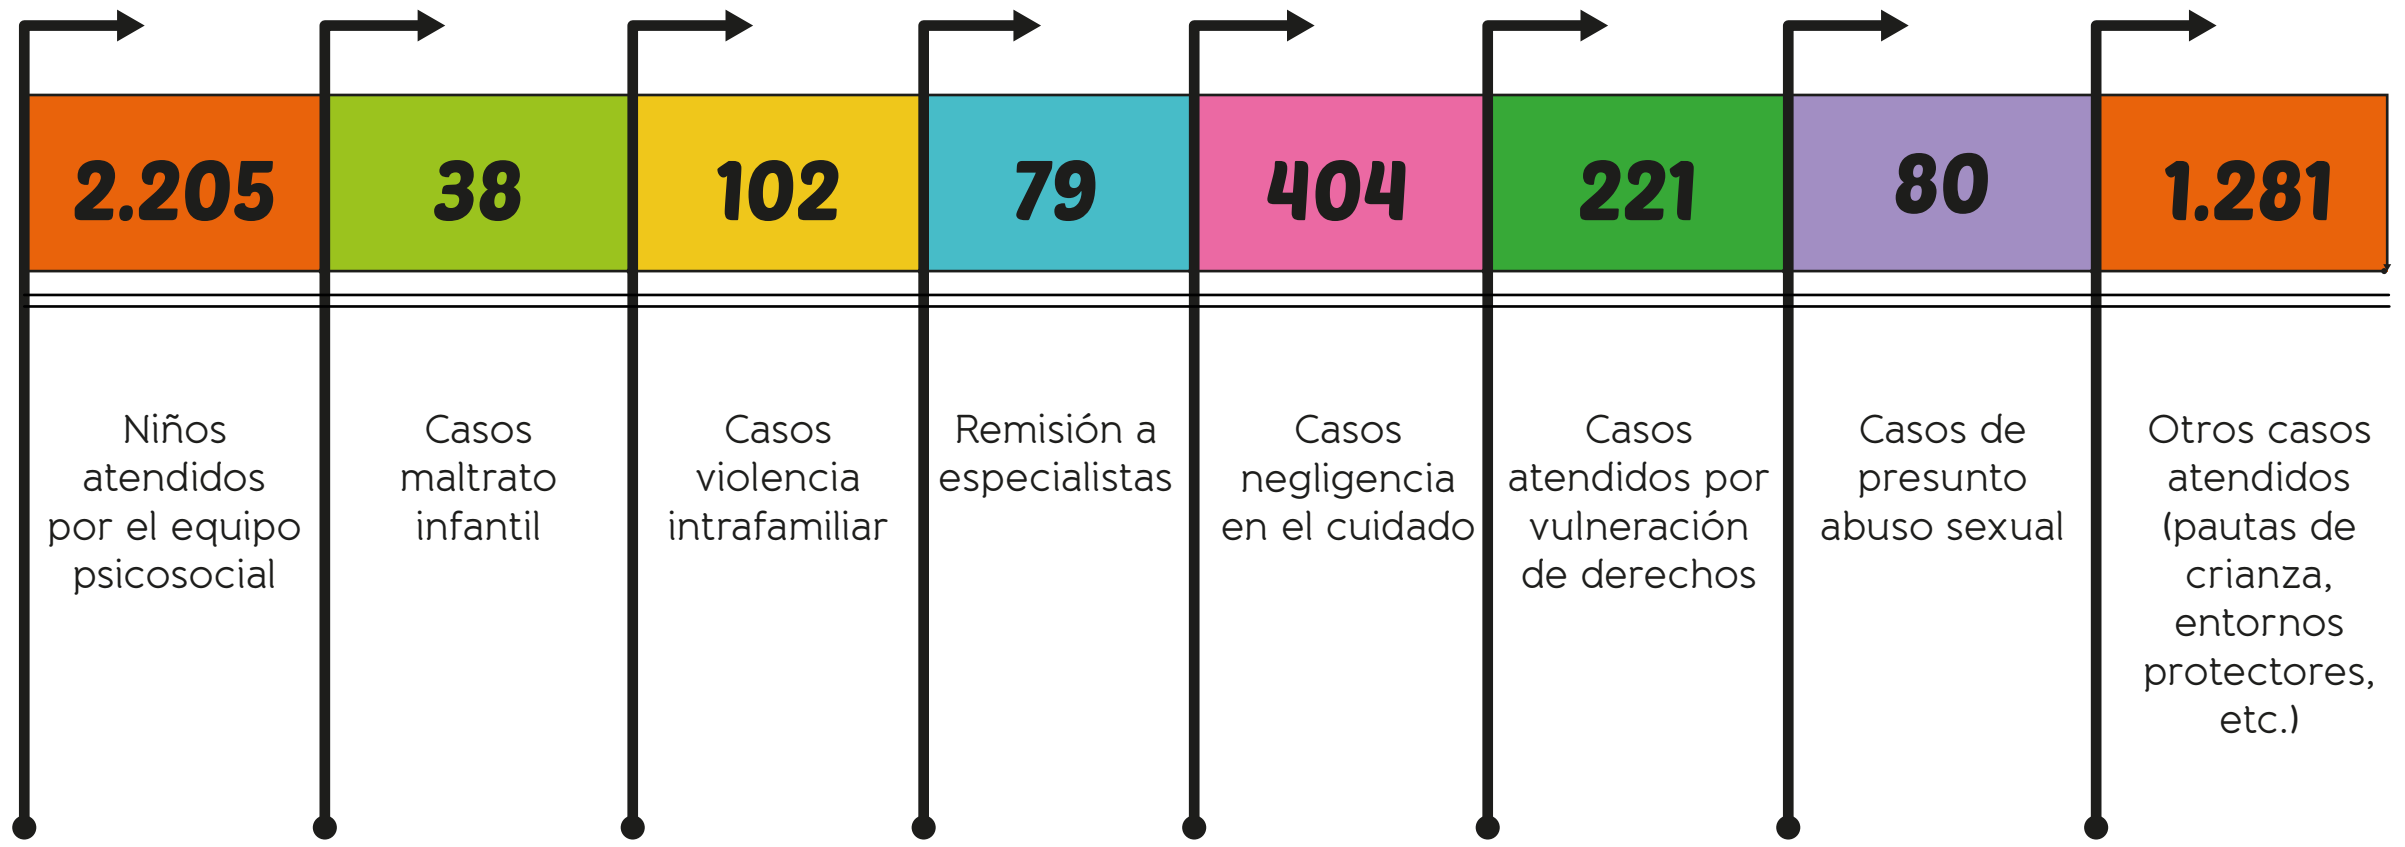 2.205
38
102
79
404
221
80
1.281
Niños
atendidos
por el equipo
psicosocial
Casos
maltrato
infantil
Casos
violencia
intrafamiliar
Remisión a
especialistas
Casos
negligencia
en el cuidado
Casos
atendidos por
vulneración
de derechos
Casos de
presunto
abuso sexual
Otros casos
atendidos
(pautas de
crianza,
entornos
protectores,
etc.)